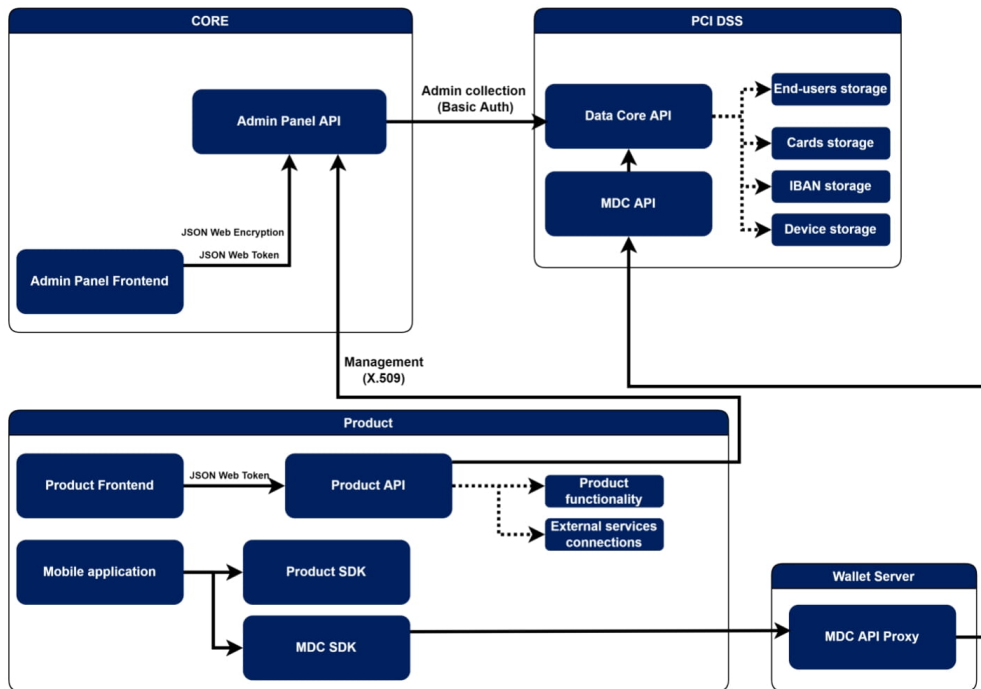 CORE
Admin Panel API
JSON Web Encryption
JSON Web Token
Admin Panel Frontend
Admin collection
(Basic Auth)
PCI DSS
Data Core API
MDC API
End-users storage
Cards storage
IBAN storage
Device storage
Management
(X.509)
Product
Product Frontend
JSON Web Token
Product API
Product
functionality
External services
connections
Mobile application
Product SDK
MDC SDK
Wallet Server
MDC API Proxy